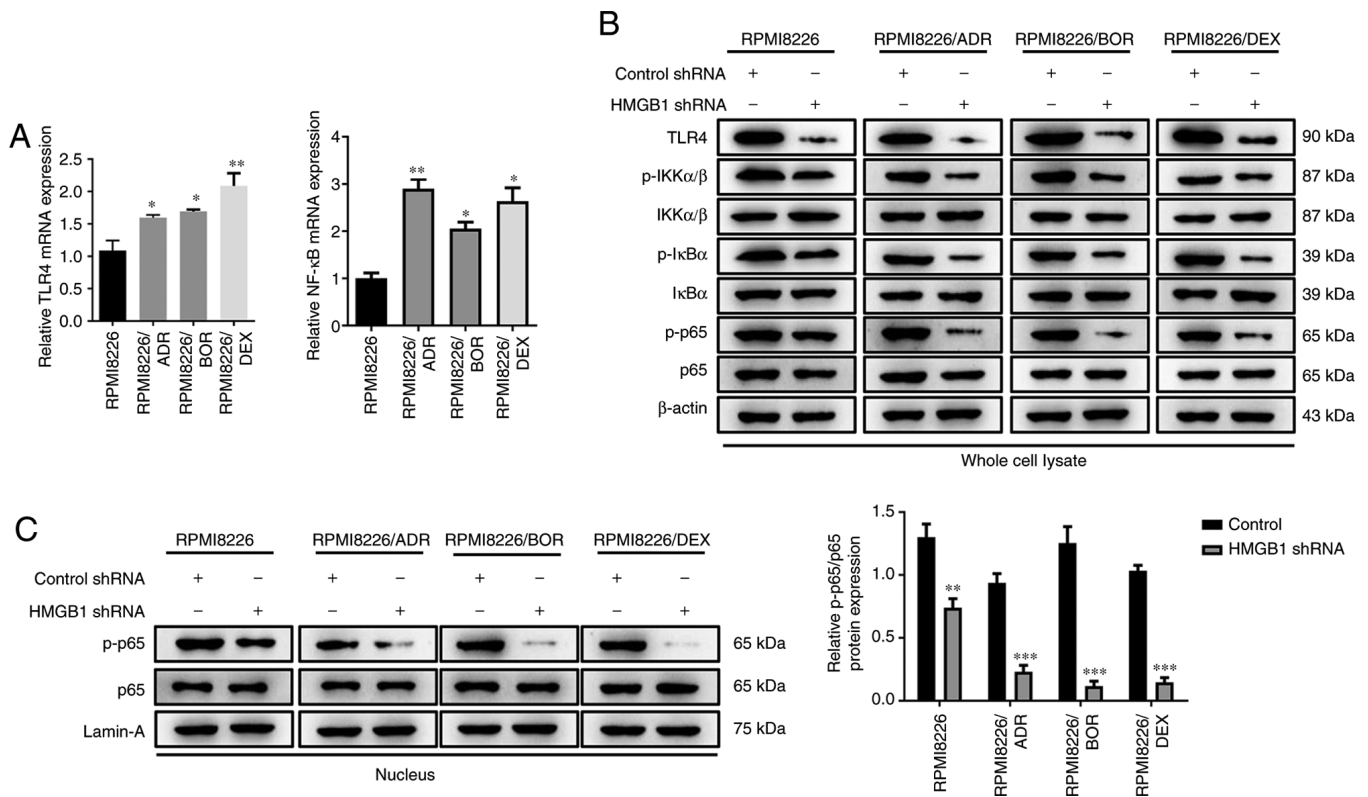 A
Relative TLR4 mRNA expression
2.5
2.0
1.5
1.0
0.5
0.0
* * **
RPMI8226
RPMI8226/
ADR
RPMI8226/
BOR
RPMI8226/
DEX
Relative NF-κB mRNA expression
4
3
2
1
0
** * *
RPMI8226
RPMI8226/
ADR
RPMI8226/
BOR
RPMI8226/
DEX
B
RPMI8226 RPMI8226/ADR RPMI8226/BOR RPMI8226/DEX
Control shRNA + − + − + − + −
HMGB1 shRNA − + − + − + − +
TLR4 90 kDa
p-IKKα/β 87 kDa
IKKα/β 87 kDa
p-IκBα 39 kDa
IκBα 39 kDa
p-p65 65 kDa
p65 65 kDa
β-actin 43 kDa
Whole cell lysate
C
RPMI8226 RPMI8226/ADR RPMI8226/BOR RPMI8226/DEX
Control shRNA + − + − + − + −
HMGB1 shRNA − + − + − + − +
p-p65 65 kDa
p65 65 kDa
Lamin-A 75 kDa
Nucleus
Relative p-p65/p65
protein expression
1.5
1.0
0.5
0.0
** *** *** ***
RPMI8226
RPMI8226/
ADR
RPMI8226/
BOR
RPMI8226/
DEX
Control
HMGB1 shRNA